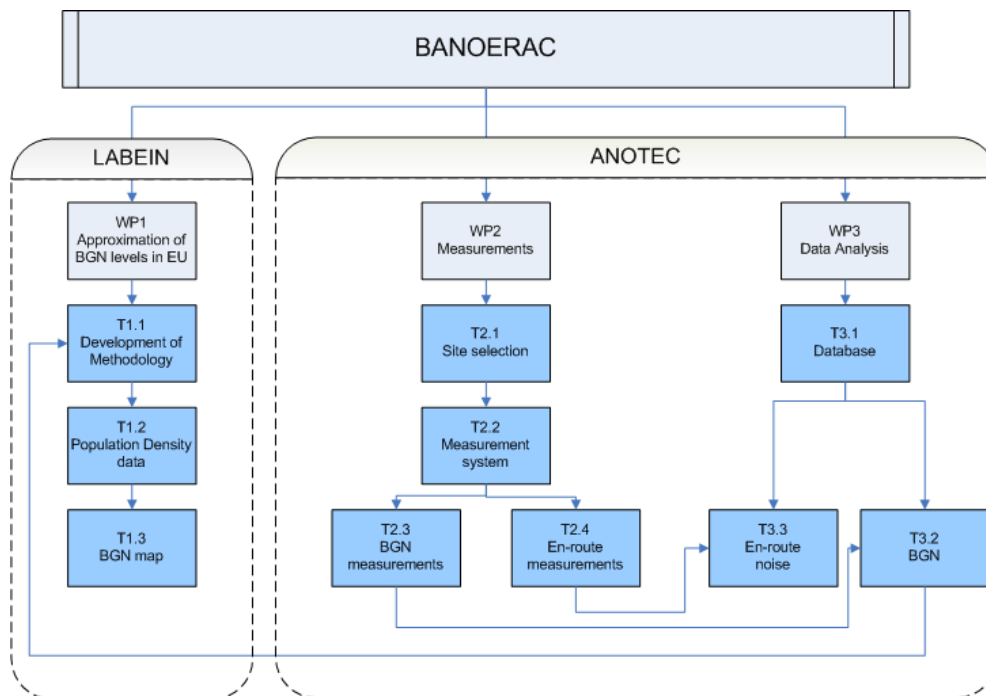 BANOERAC
LABEIN
ANOTEC
WP1
Approximation of
BGN levels in EU
WP2
Measurements
WP3
Data Analysis
T1.1
Development of
Methodology
T2.1
Site selection
T3.1
Database
T1.2
Population Density
data
T2.2
Measurement
system
T1.3
BGN map
T2.3
BGN
measurements
T2.4
En-route
measurements
T3.3
En-route
noise
T3.2
BGN